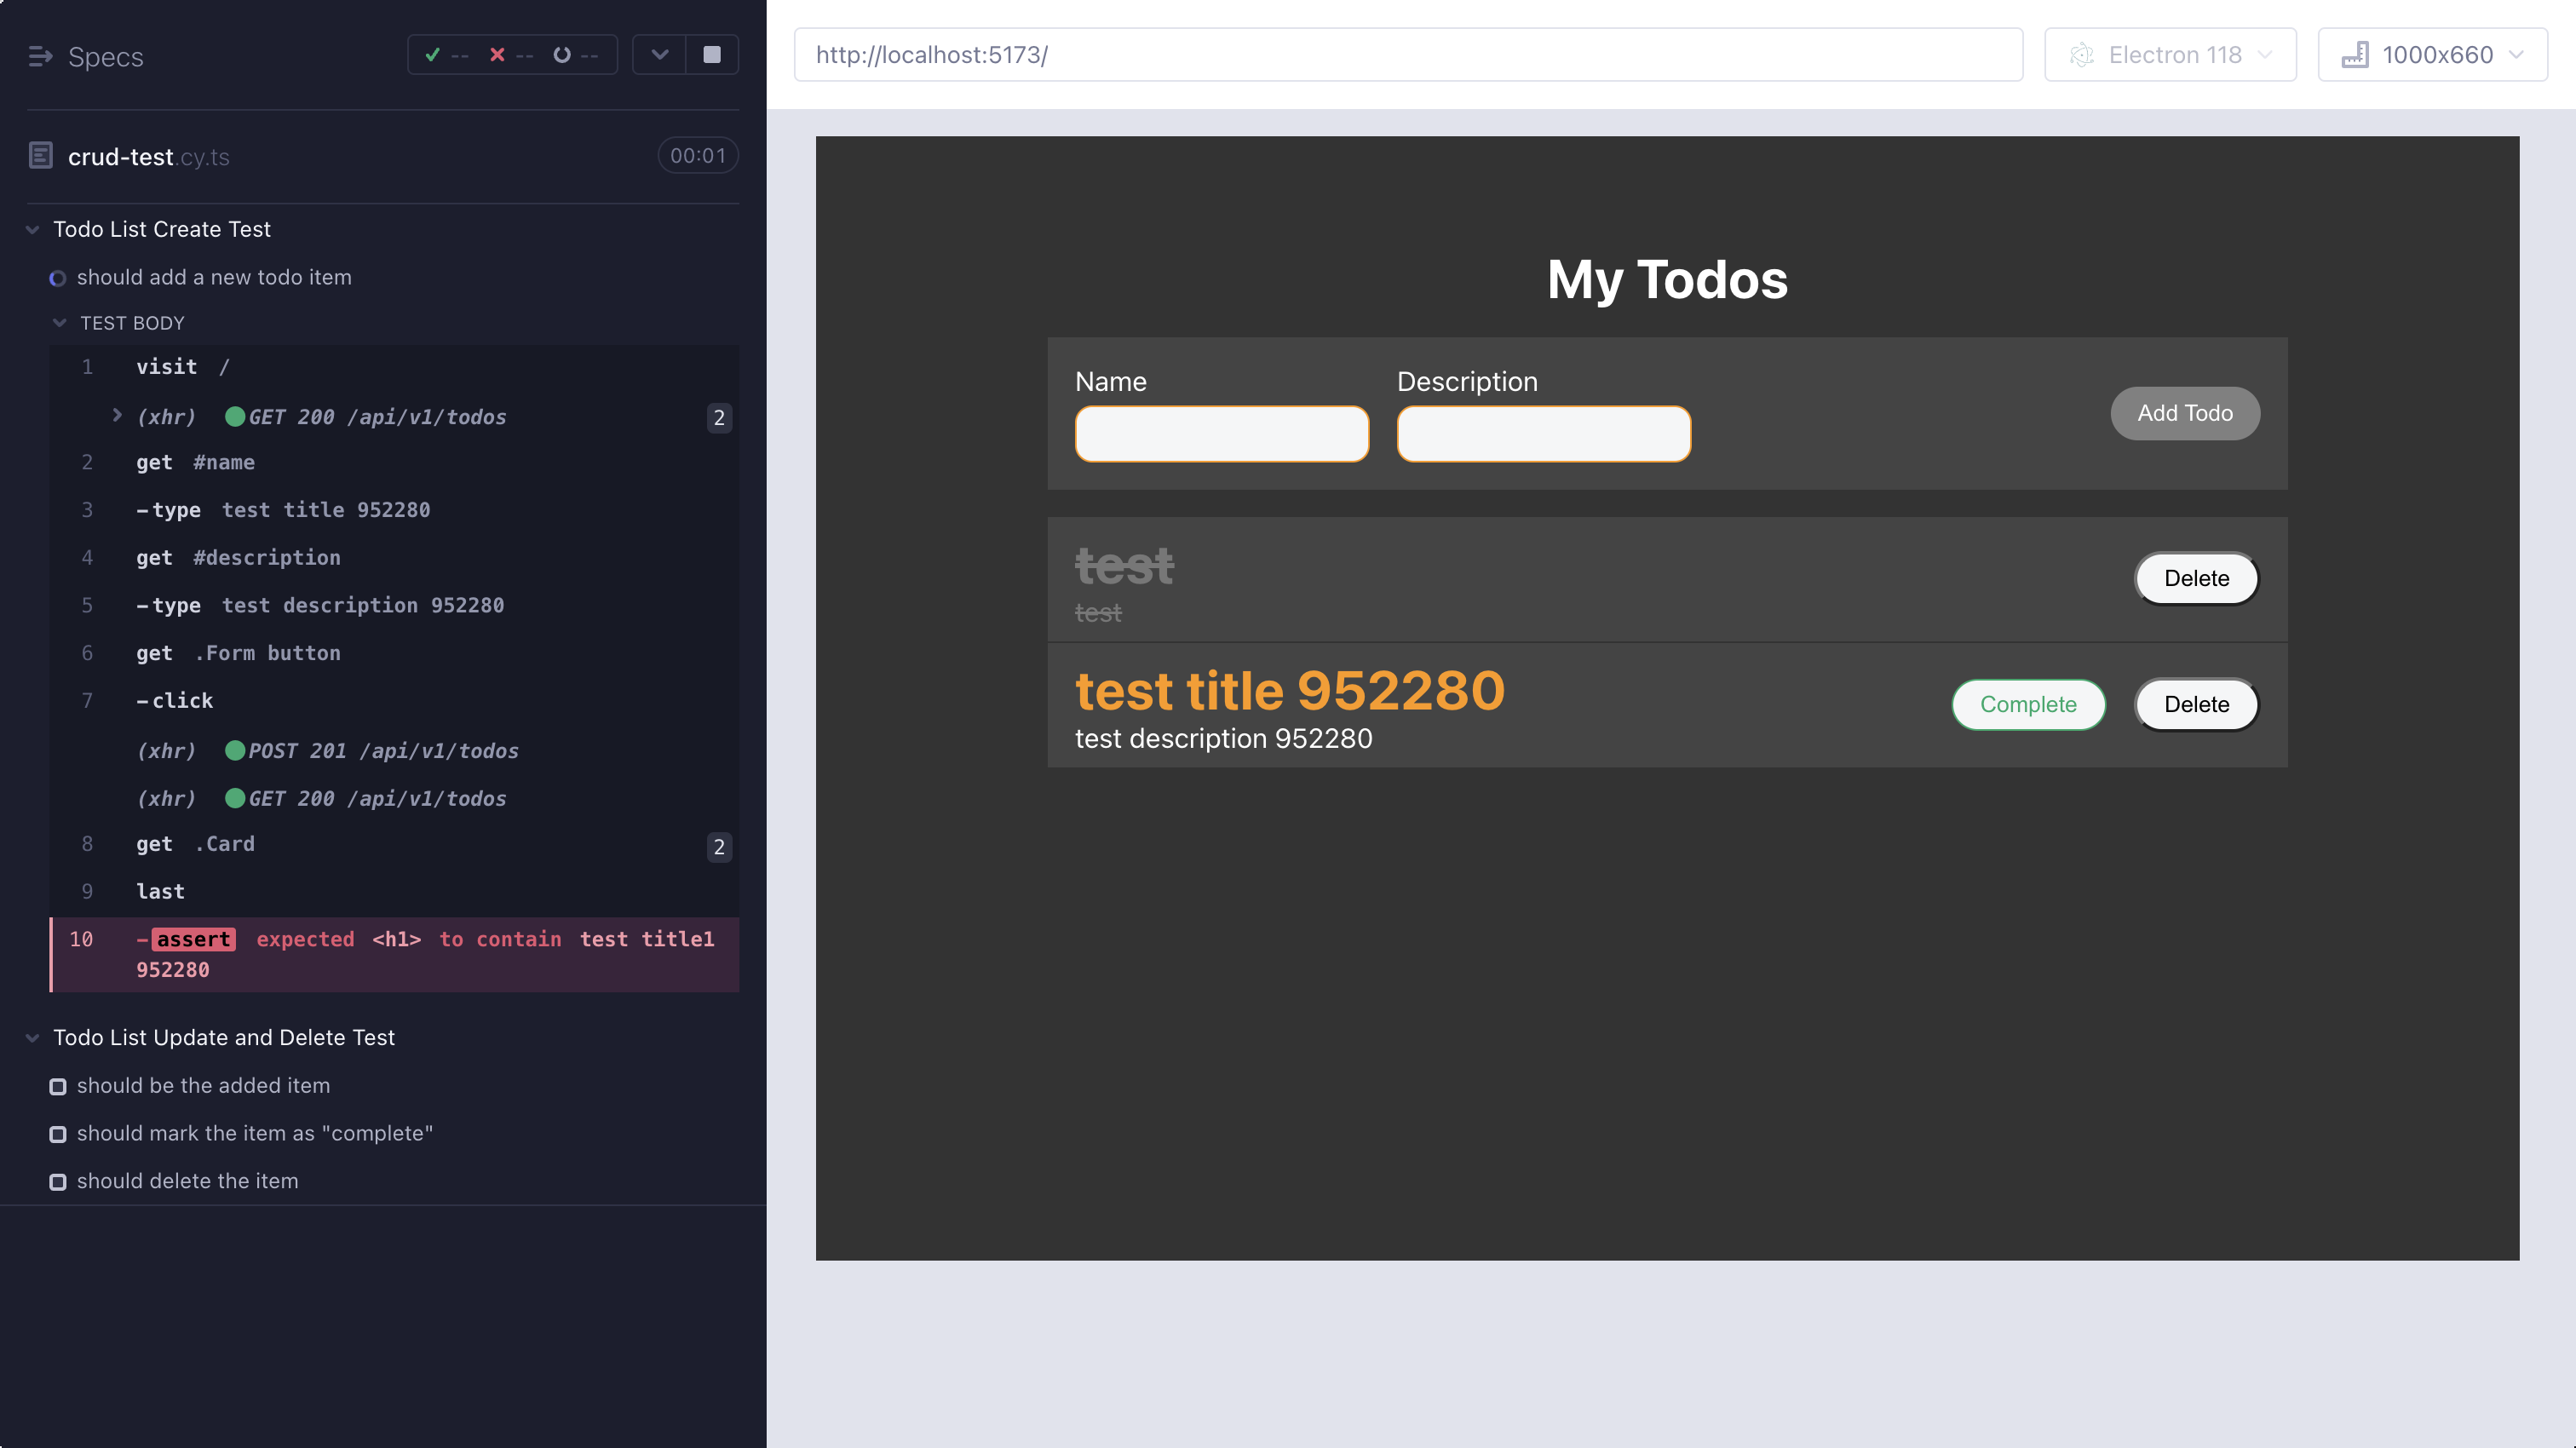 Specs
-- -- --
crud-test.cy.ts 00:01
Todo List Create Test
should add a new todo item
TEST BODY
1 visit /
(xhr) GET 200 /api/v1/todos 2
2 get #name
3 -type test title 952280
4 get #description
5 -type test description 952280
6 get .Form button
7 -click
(xhr) POST 201 /api/v1/todos
(xhr) GET 200 /api/v1/todos
8 get .Card 2
9 last
10 -assert expected <h1> to contain test title1
952280
Todo List Update and Delete Test
should be the added item
should mark the item as "complete"
should delete the item
http://localhost:5173/
Electron 118
1000x660
My Todos
Name Description
Add Todo
test
test
Delete
test title 952280
test description 952280
Complete Delete